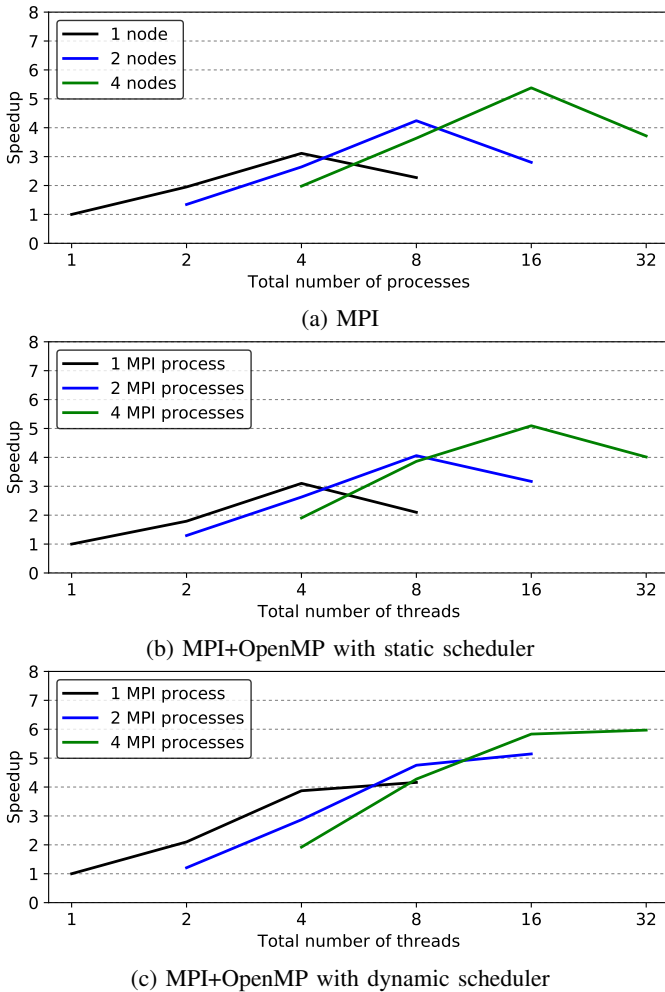 8
7
6
5
4
3
2
1
0
Speedup
1 node
2 nodes
4 nodes
1 2 4 8 16 32
Total number of processes
(a) MPI
8
7
6
5
4
3
2
1
0
Speedup
1 MPI process
2 MPI processes
4 MPI processes
1 2 4 8 16 32
Total number of threads
(b) MPI+OpenMP with static scheduler
8
7
6
5
4
3
2
1
0
Speedup
1 MPI process
2 MPI processes
4 MPI processes
1 2 4 8 16 32
Total number of threads
(c) MPI+OpenMP with dynamic scheduler